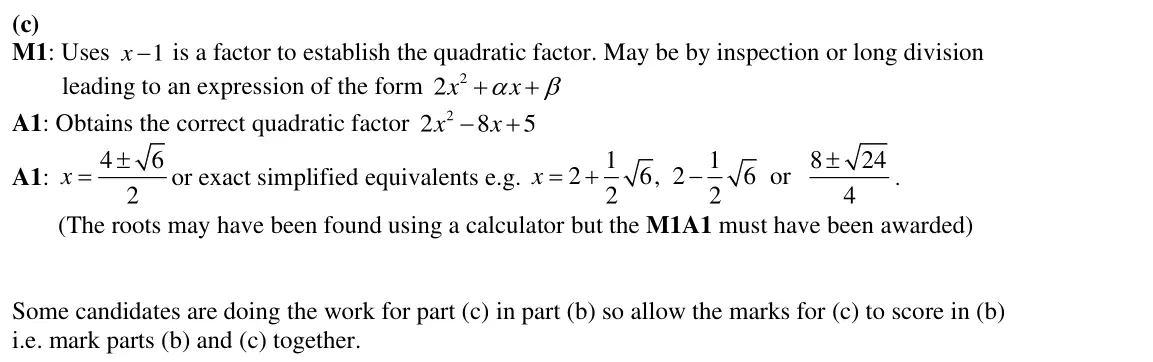 (c)
M1: Uses x−1 is a factor to establish the quadratic factor. May be by inspection or long division
leading to an expression of the form 2x² + αx + β
A1: Obtains the correct quadratic factor 2x² − 8x + 5
A1: x = (4 ± √6)/2 or exact simplified equivalents e.g. x = 2 + 1/2 √6, 2 − 1/2 √6 or (8 ± √24)/4.
(The roots may have been found using a calculator but the M1A1 must have been awarded)
Some candidates are doing the work for part (c) in part (b) so allow the marks for (c) to score in (b)
i.e. mark parts (b) and (c) together.